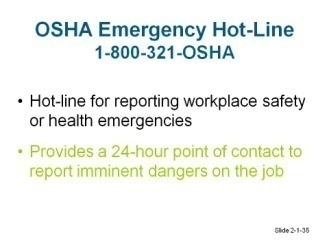 OSHA Emergency Hot-Line
1-800-321-OSHA
• Hot-line for reporting workplace safety
or health emergencies
• Provides a 24-hour point of contact to
report imminent dangers on the job
Slide 2-1-35